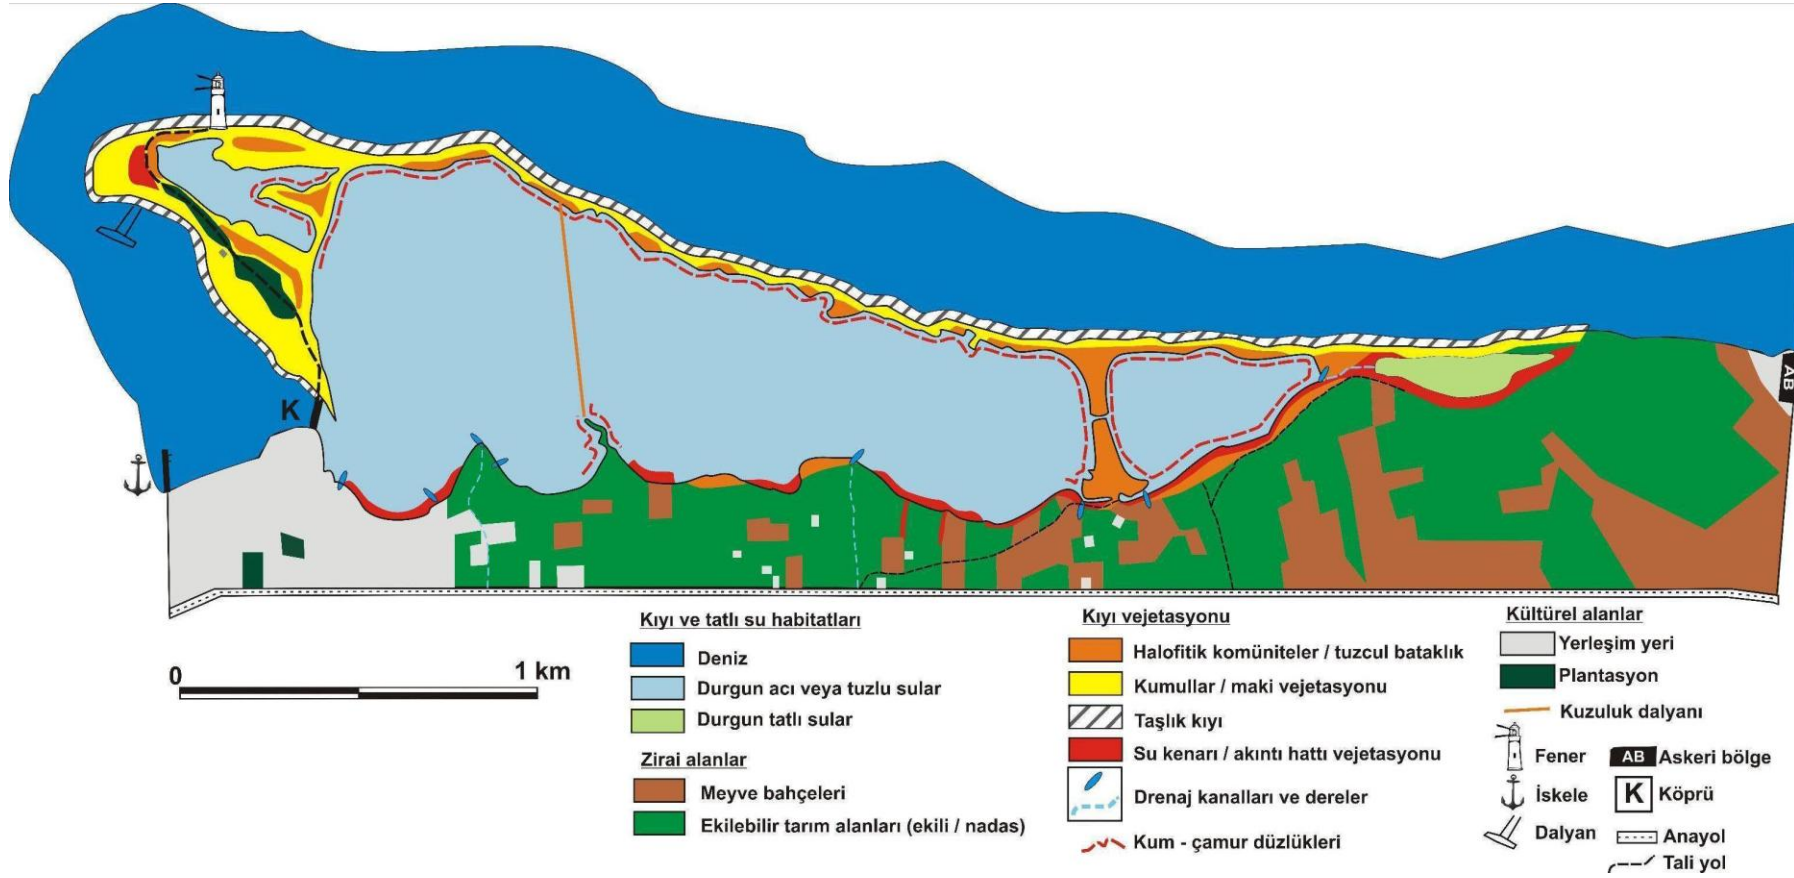 K
AB
0
1 km
Kıyı ve tatlı su habitatları
Deniz
Durgun acı veya tuzlu sular
Durgun tatlı sular
Zirai alanlar
Meyve bahçeleri
Ekilebilir tarım alanları (ekili / nadas)
Kıyı vejetasyonu
Halofitik komüniteler / tuzcul bataklık
Kumullar / maki vejetasyonu
Taşlık kıyı
Su kenarı / akıntı hattı vejetasyonu
Drenaj kanalları ve dereler
Kum - çamur düzlükleri
Kültürel alanlar
Yerleşim yeri
Plantasyon
Kuzuluk dalyanı
Fener
AB Askeri bölge
İskele
K Köprü
Dalyan
Anayol
Tali yol